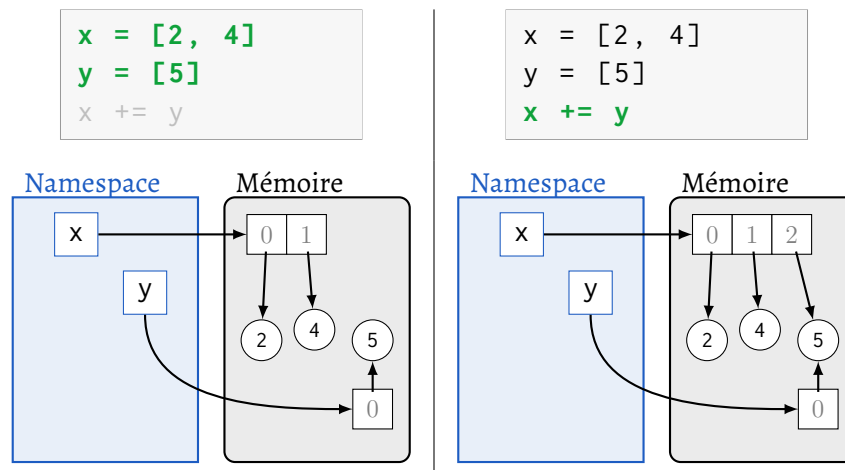 x = [2, 4]
y = [5]
x += y
Namespace
Mémoire
x
0 1
y
2
4
5
0
x = [2, 4]
y = [5]
x += y
Namespace
Mémoire
x
0 1 2
y
2
4
5
0